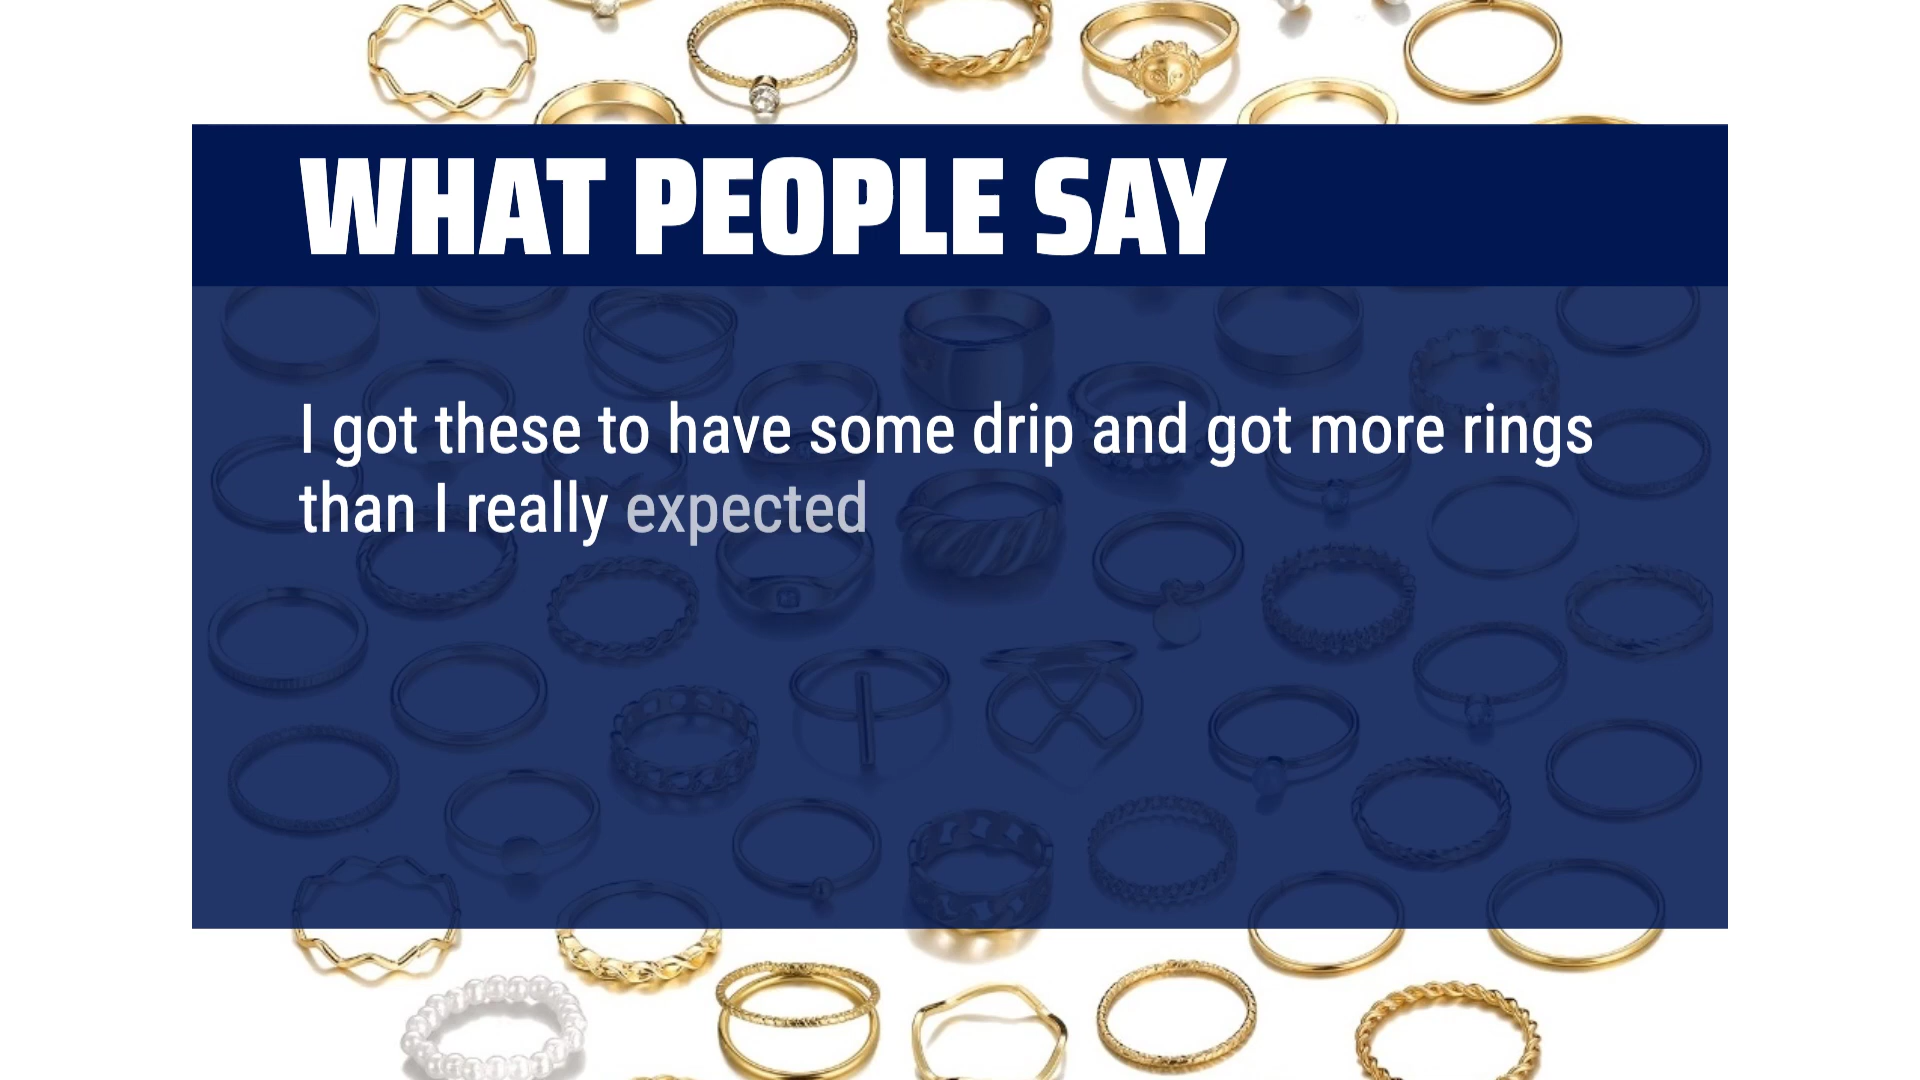 WHAT PEOPLE SAY
I got these to have some drip and got more rings
than I really expected